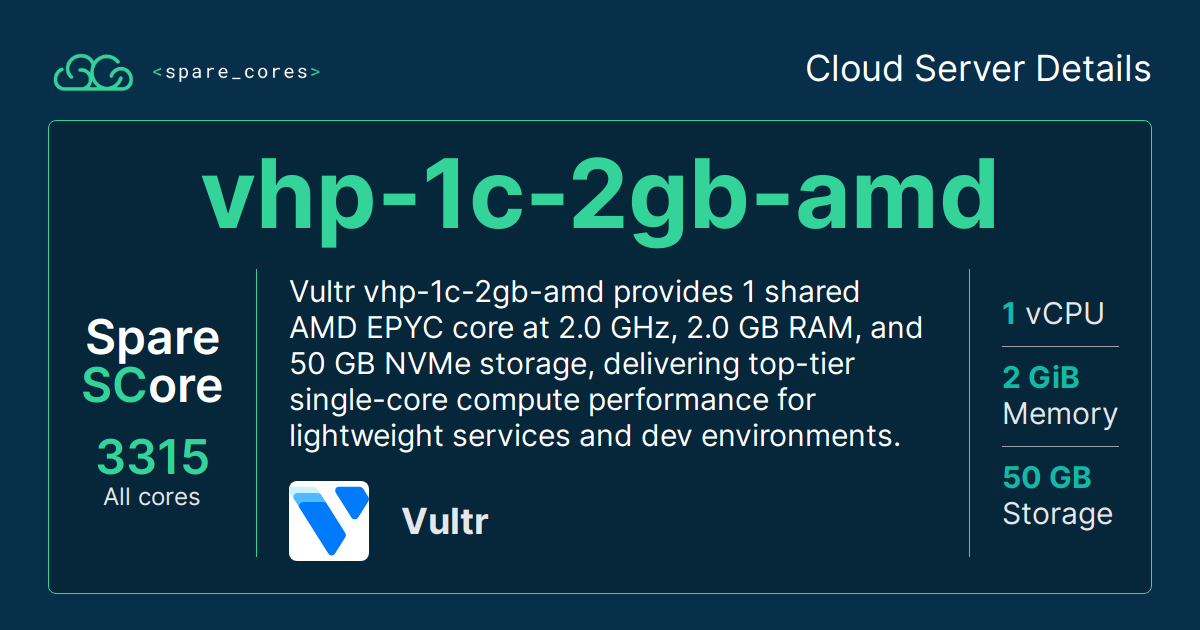 <spare_cores>
Cloud Server Details
vhp-1c-2gb-amd
Spare
SCore
3315
All cores
Vultr vhp-1c-2gb-amd provides 1 shared
AMD EPYC core at 2.0 GHz, 2.0 GB RAM, and
50 GB NVMe storage, delivering top-tier
single-core compute performance for
lightweight services and dev environments.
Vultr
1 vCPU
2 GiB
Memory
50 GB
Storage